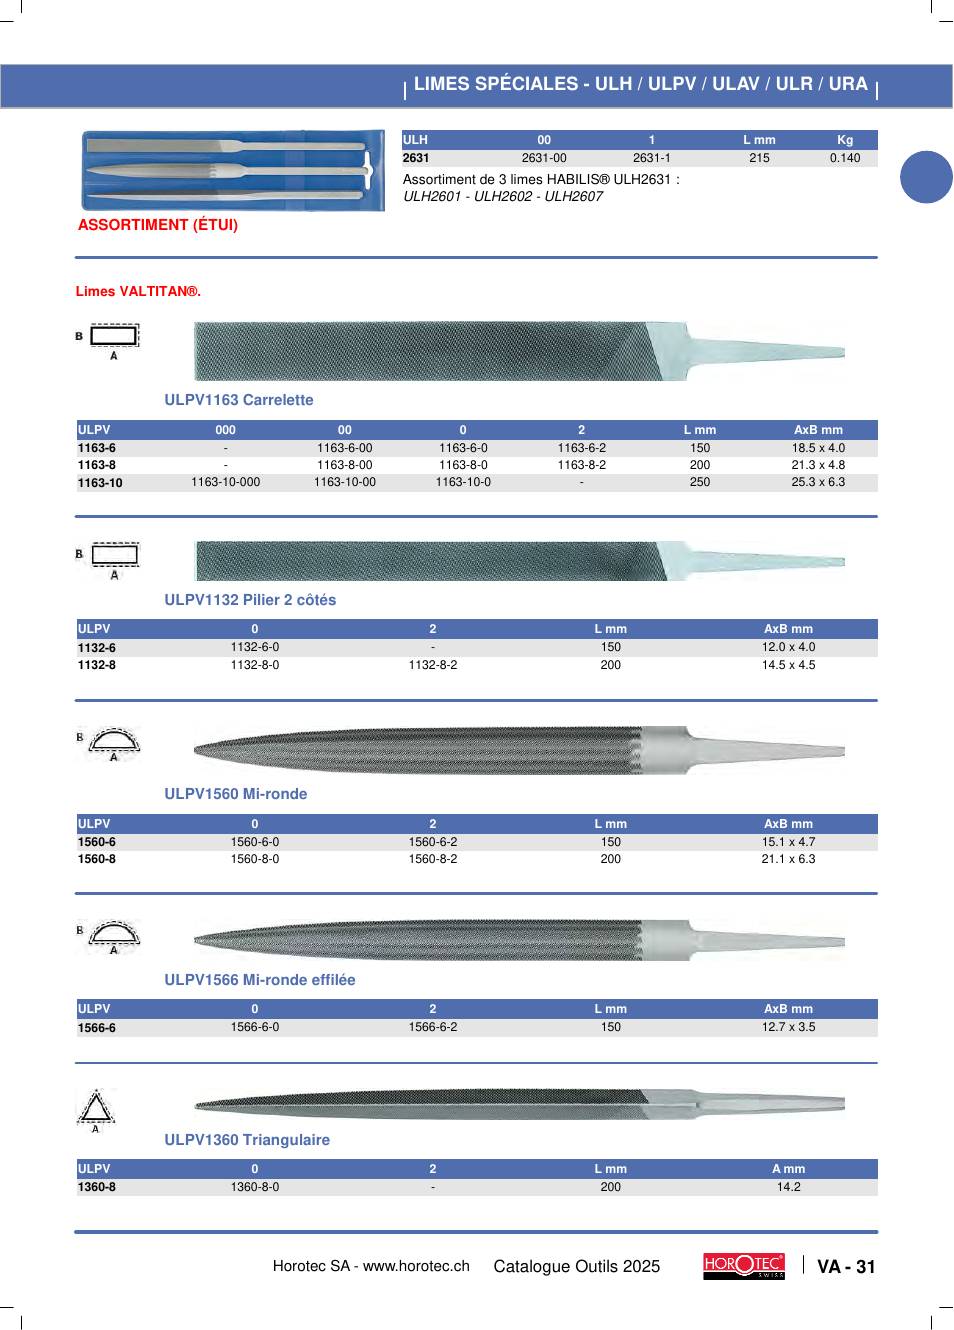 LIMES SPÉCIALES - ULH / ULPV / ULAV / ULR / URA
ULH 00 1 L mm Kg
2631 2631-00 2631-1 215 0.140
Assortiment de 3 limes HABILIS® ULH2631 :
ULH2601 - ULH2602 - ULH2607
ASSORTIMENT (ÉTUI)
Limes VALTITAN®.
B
A
ULPV1163 Carrelette
ULPV 000 00 0 2 L mm AxB mm
1163-6 - 1163-6-00 1163-6-0 1163-6-2 150 18.5 x 4.0
1163-8 - 1163-8-00 1163-8-0 1163-8-2 200 21.3 x 4.8
1163-10 1163-10-000 1163-10-00 1163-10-0 - 250 25.3 x 6.3
B
A
ULPV1132 Pilier 2 côtés
ULPV 0 2 L mm AxB mm
1132-6 1132-6-0 - 150 12.0 x 4.0
1132-8 1132-8-0 1132-8-2 200 14.5 x 4.5
B
A
ULPV1560 Mi-ronde
ULPV 0 2 L mm AxB mm
1560-6 1560-6-0 1560-6-2 150 15.1 x 4.7
1560-8 1560-8-0 1560-8-2 200 21.1 x 6.3
B
A
ULPV1566 Mi-ronde effilée
ULPV 0 2 L mm AxB mm
1566-6 1566-6-0 1566-6-2 150 12.7 x 3.5
A
ULPV1360 Triangulaire
ULPV 0 2 L mm A mm
1360-8 1360-8-0 - 200 14.2
Horotec SA - www.horotec.ch Catalogue Outils 2025 HOROTEC® SWISS VA - 31